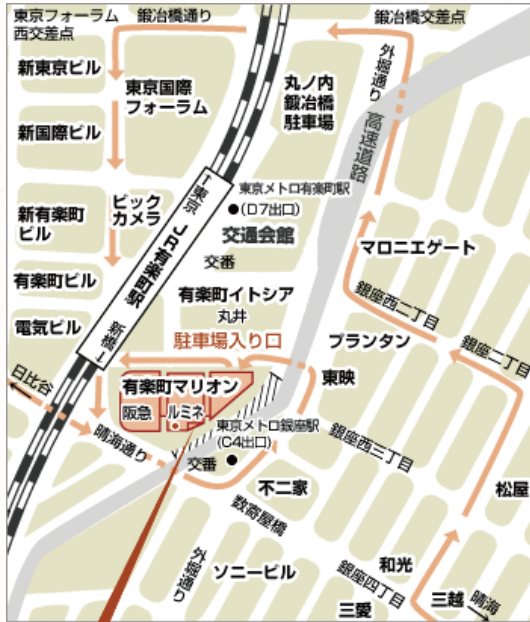 東京フォーラム
西交差点
鍛冶橋通り
鍛冶橋交差点
新東京ビル
東京国際
フォーラム
丸ノ内
鍛冶橋
駐車場
外堀通り
高速道路
新国際ビル
新有楽町
ビル
ビック
カメラ
←東京 JR有楽町駅 新橋→
東京メトロ有楽町駅
(D7出口)
交通会館
交番
マロニエゲート
有楽町ビル
有楽町イトシア
丸井
銀座西二丁目
銀座二丁目
電気ビル
駐車場入り口
プランタン
日比谷
有楽町マリオン
阪急
ルミネ
東映
晴海通り
東京メトロ銀座駅
(C4出口)
交番
銀座西三丁目
不二家
松屋
数寄屋橋
外堀通り
ソニービル
和光
銀座四丁目
三愛
三越
晴海